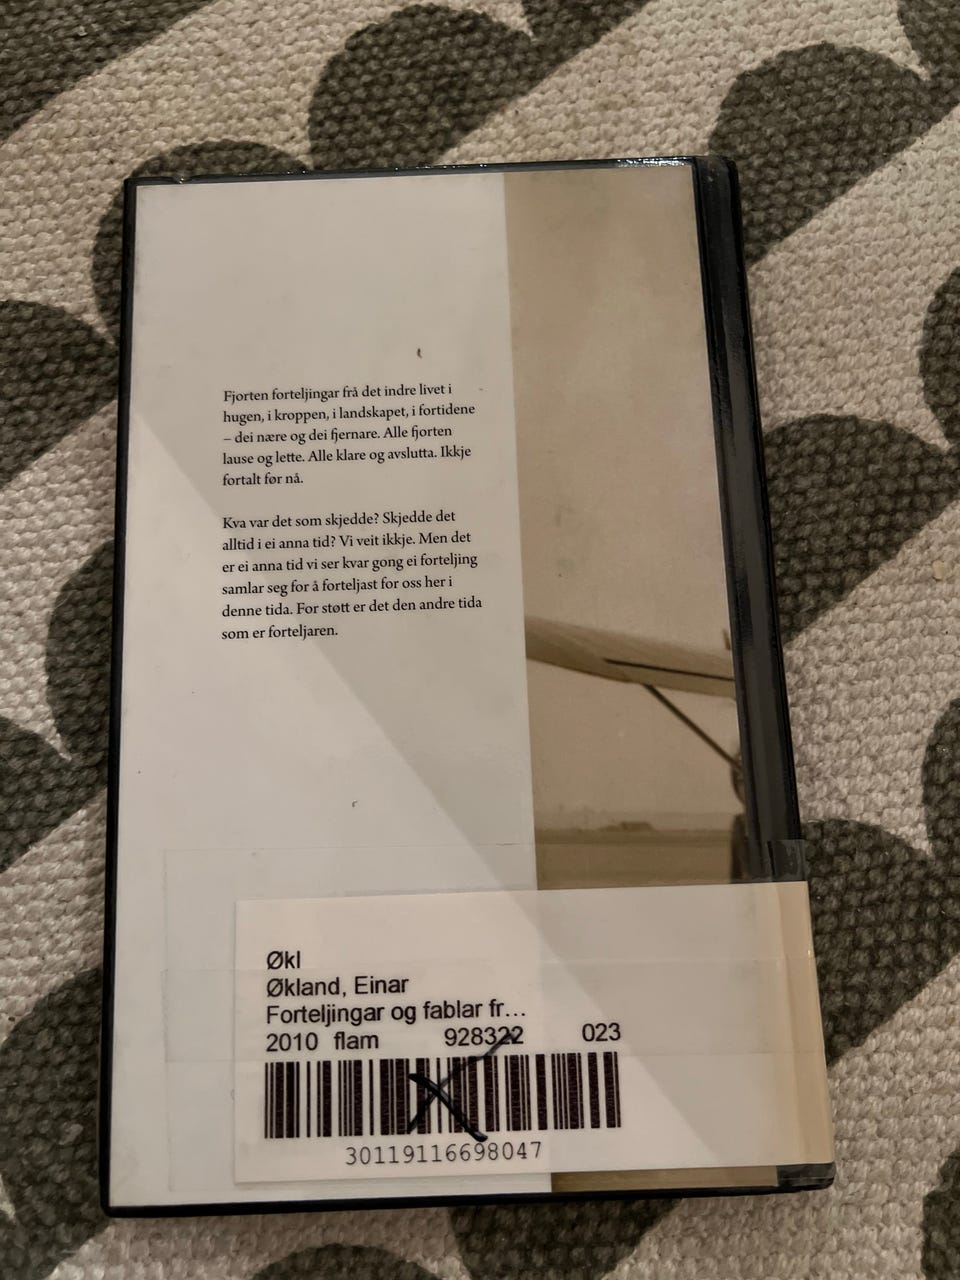 Fjorten forteljingar frå det indre livet i
hugen, i kroppen, i landskapet, i fortidene
– dei nære og dei fjernare. Alle fjorten
lause og lette. Alle klare og avslutta. Ikkje
fortalt før nå.
Kva var det som skjedde? Skjedde det
alltid i ei anna tid? Vi veit ikkje. Men det
er ei anna tid vi ser kvar gong ei forteljing
samlar seg for å forteljast for oss her i
denne tida. For støtt er det den andre tida
som er forteljaren.
Økl
Økland, Einar
Forteljingar og fablar fr...
2010 flam 928322 023
30119116698047